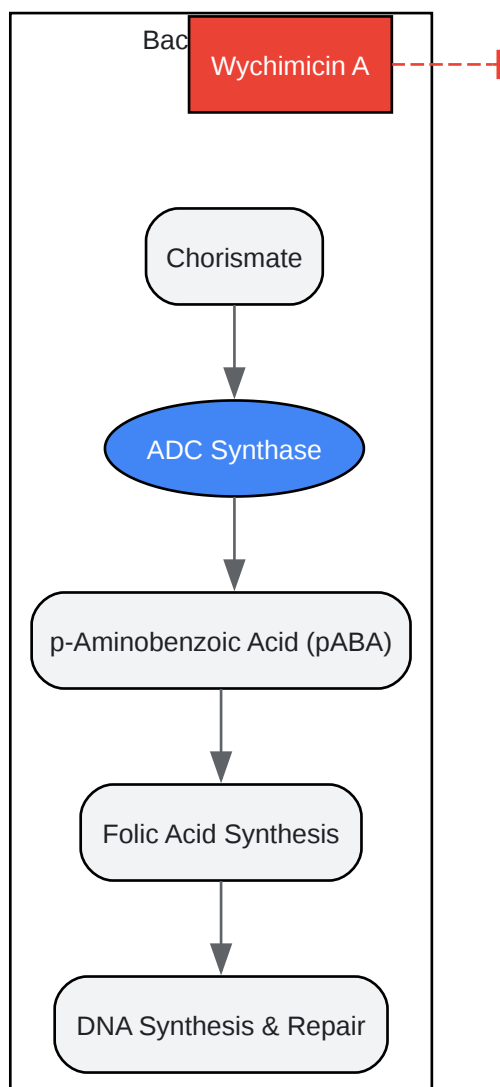 Bac
Wychimicin A
Chorismate
ADC Synthase
p-Aminobenzoic Acid (pABA)
Folic Acid Synthesis
DNA Synthesis & Repair